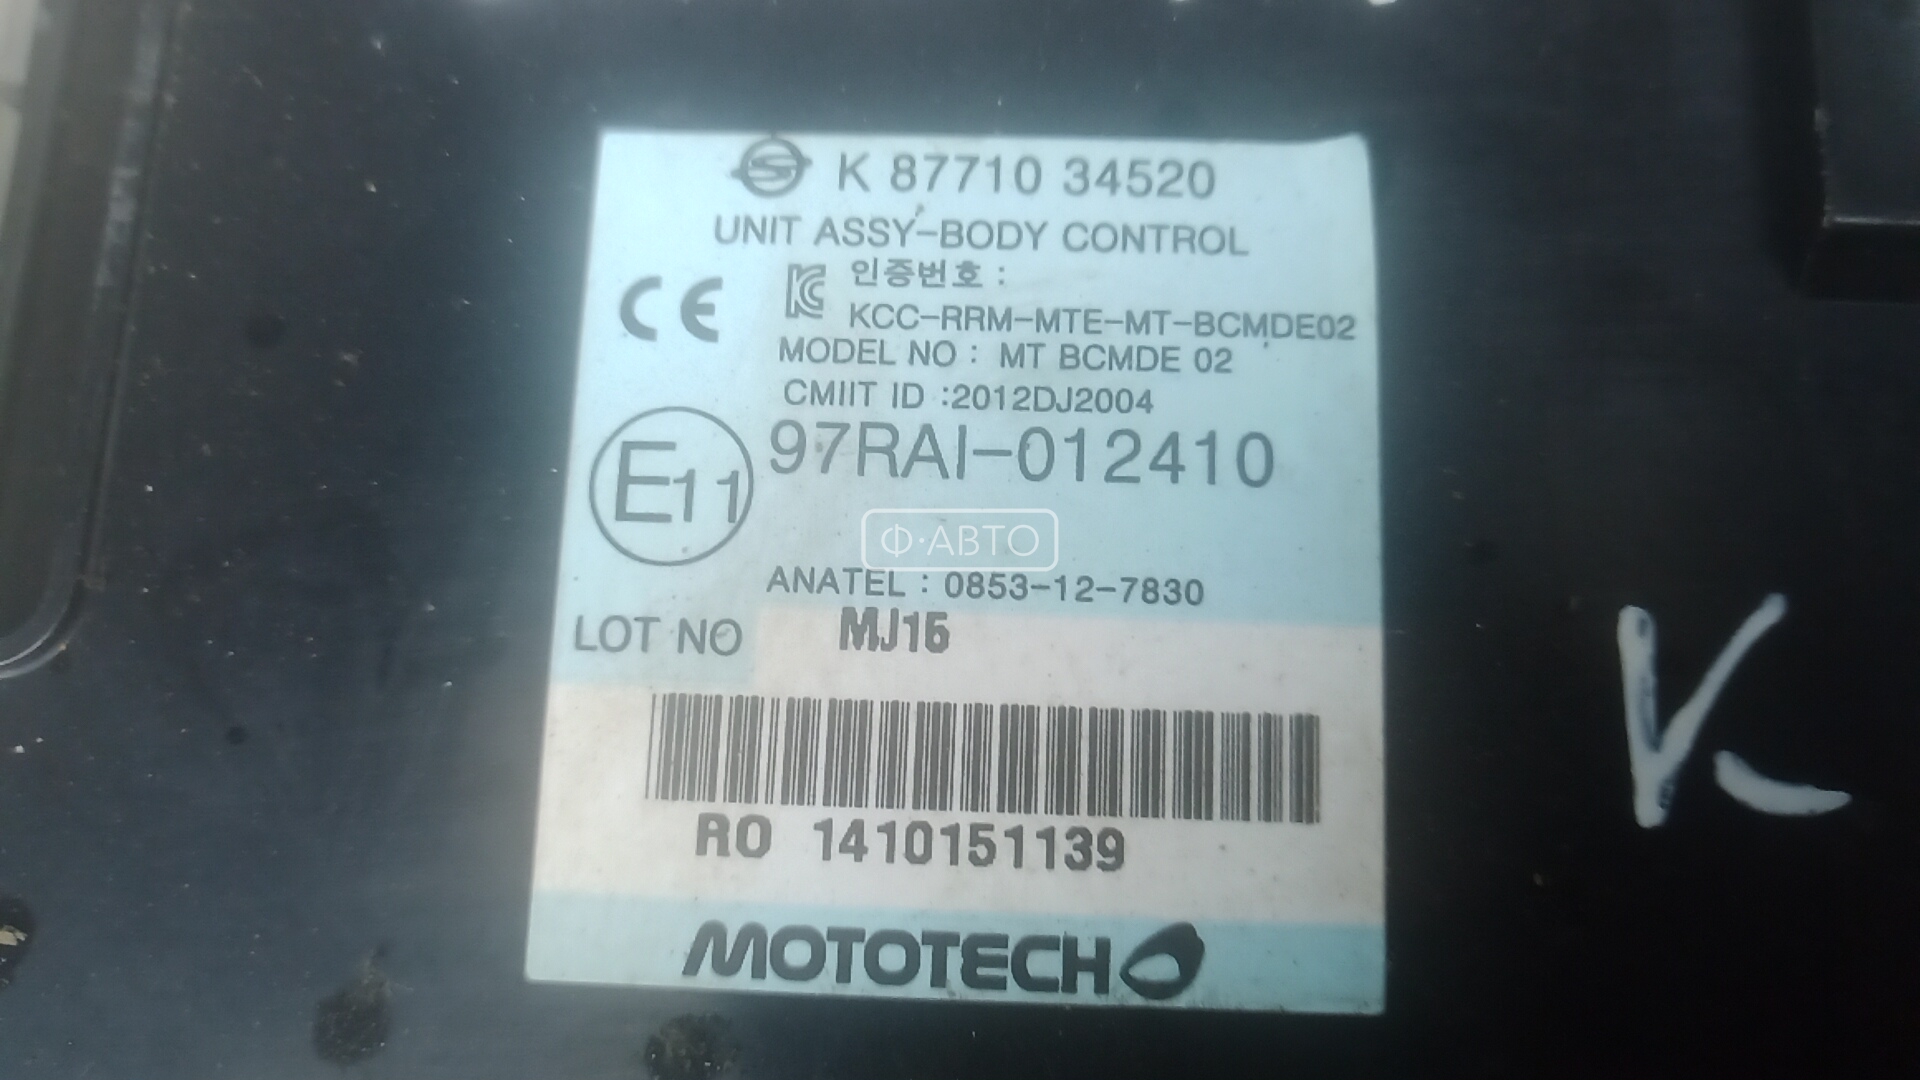 K 87710 34520
UNIT ASSY-BODY CONTROL
CE
KC
인증번호 :
KCC-RRM-MTE-MT-BCMDE02
MODEL NO : MT BCMDE 02
CMIIT ID :2012DJ2004
E11
97RAI-012410
Ф·АВТО
ANATEL : 0853-12-7830
LOT NO MJ15
RO 1410151139
MOTOTECH
K